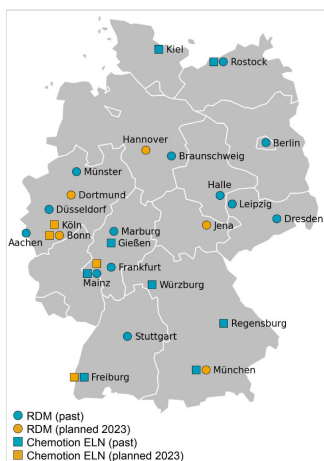 Kiel
Rostock
Hannover
Berlin
Braunschweig
Münster
Halle
Dortmund
Leipzig
Düsseldorf
Dresden
Köln
Marburg
Jena
Aachen
Bonn
Gießen
Frankfurt
Mainz
Würzburg
Regensburg
Stuttgart
München
Freiburg
RDM (past)
RDM (planned 2023)
Chemotion ELN (past)
Chemotion ELN (planned 2023)